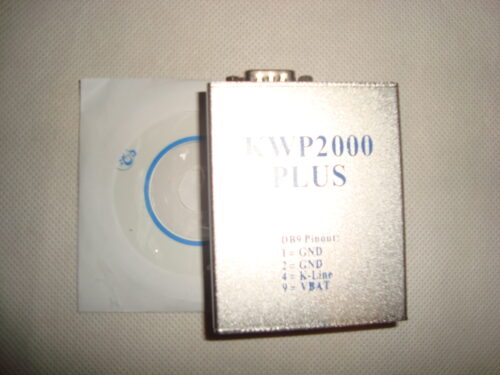 KWP2000
PLUS
DB9 Pinout:
1 = GND
2 = GND
4 = K-Line
9 = VBAT